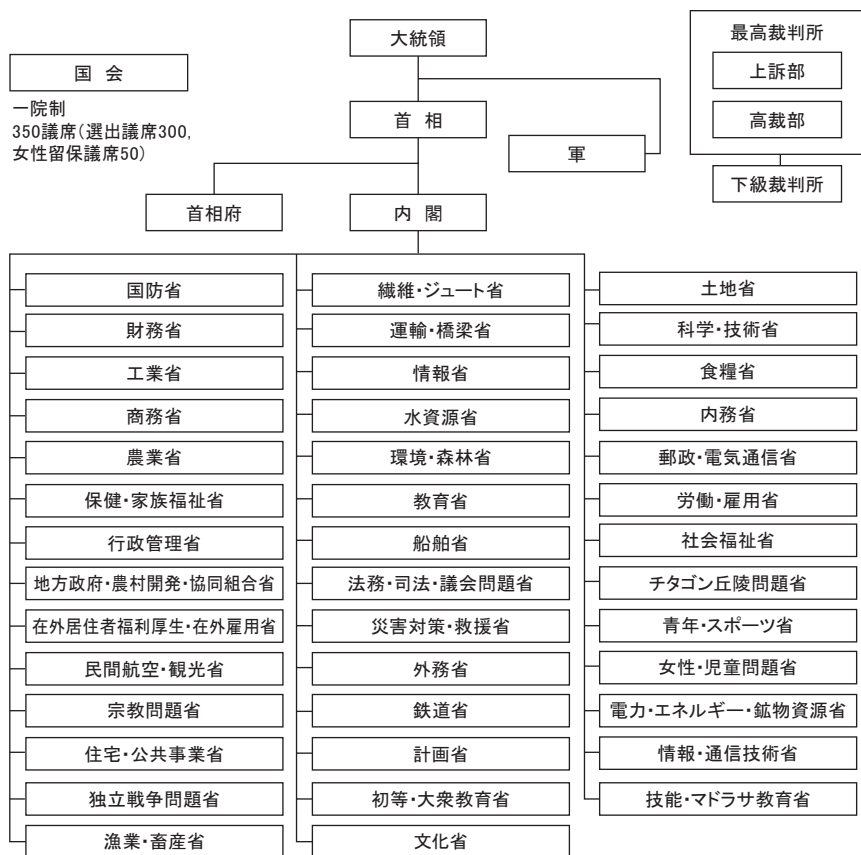 大統領
国 会
一院制
350議席(選出議席300,
女性留保議席50)
首 相
軍
首相府
内 閣
最高裁判所
上訴部
高裁部
下級裁判所
国防省
財務省
工業省
商務省
農業省
保健・家族福祉省
行政管理省
地方政府・農村開発・協同組合省
在外居住者福利厚生・在外雇用省
民間航空・観光省
宗教問題省
住宅・公共事業省
独立戦争問題省
漁業・畜産省
繊維・ジュート省
運輸・橋梁省
情報省
水資源省
環境・森林省
教育省
船舶省
法務・司法・議会問題省
災害対策・救援省
外務省
鉄道省
計画省
初等・大衆教育省
文化省
土地省
科学・技術省
食糧省
内務省
郵政・電気通信省
労働・雇用省
社会福祉省
チタゴン丘陵問題省
青年・スポーツ省
女性・児童問題省
電力・エネルギー・鉱物資源省
情報・通信技術省
技能・マドラサ教育省